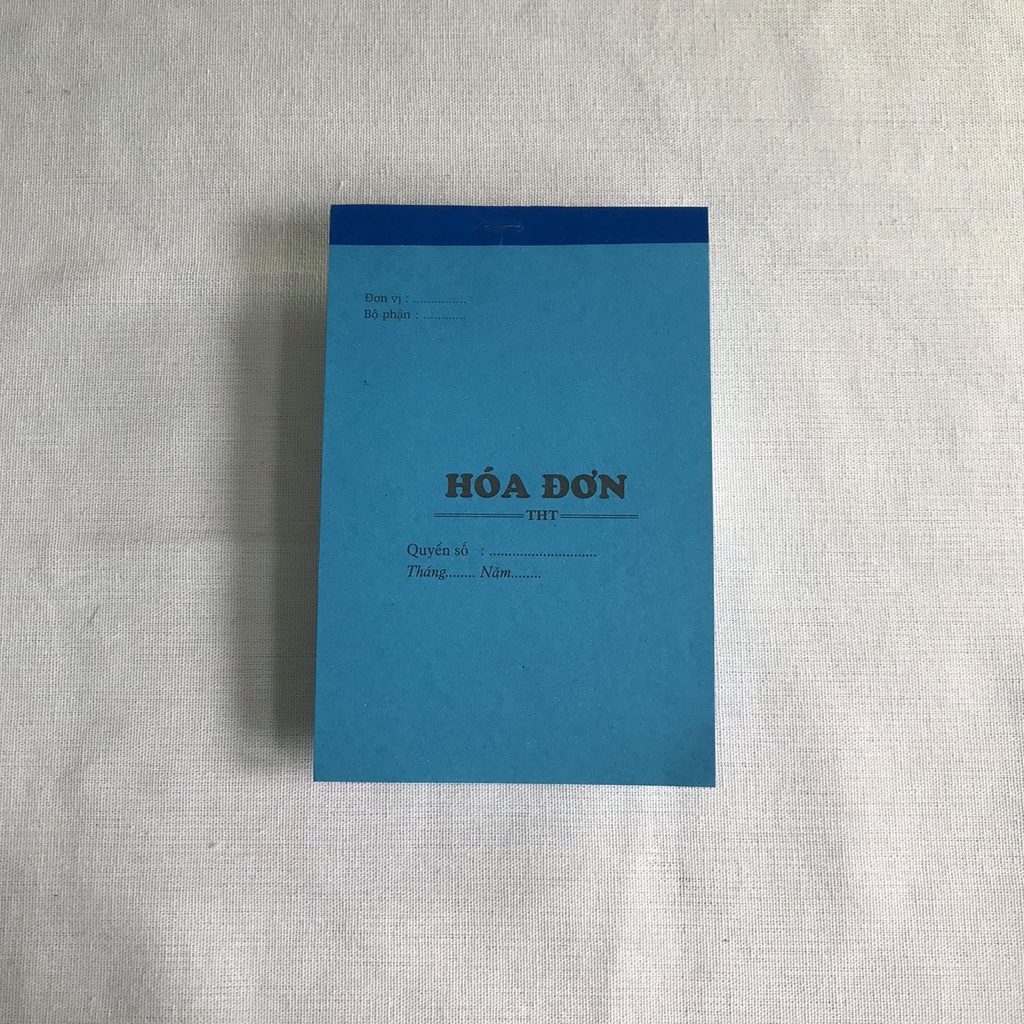 Đơn vị : ...............
Bộ phận : ............
HÓA ĐƠN
THT
Quyển số : ............................
Tháng........ Năm........